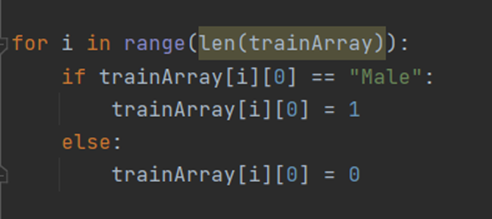 for i in range(len(trainArray)):
    if trainArray[i][0] == "Male":
        trainArray[i][0] = 1
    else:
        trainArray[i][0] = 0